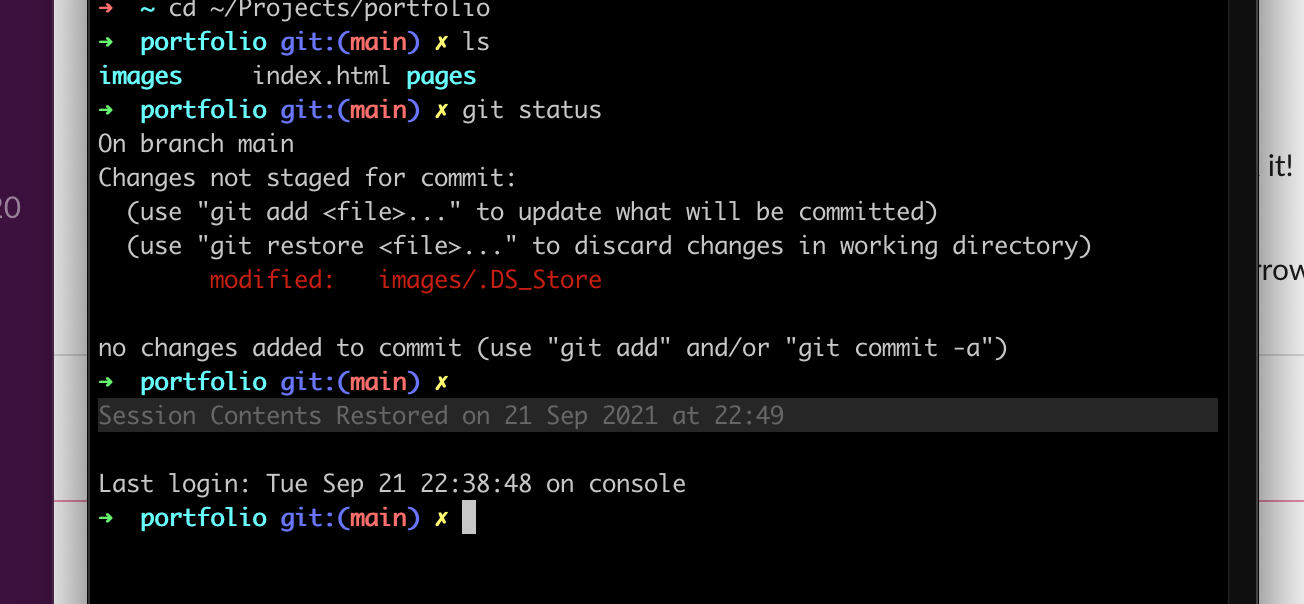 ➜  ~ cd ~/Projects/portfolio
➜  portfolio git:(main) ✗ ls
images     index.html pages
➜  portfolio git:(main) ✗ git status
On branch main
Changes not staged for commit:
  (use "git add <file>..." to update what will be committed)
  (use "git restore <file>..." to discard changes in working directory)
        modified:   images/.DS_Store

no changes added to commit (use "git add" and/or "git commit -a")
➜  portfolio git:(main) ✗
Session Contents Restored on 21 Sep 2021 at 22:49

Last login: Tue Sep 21 22:38:48 on console
➜  portfolio git:(main) ✗
it!